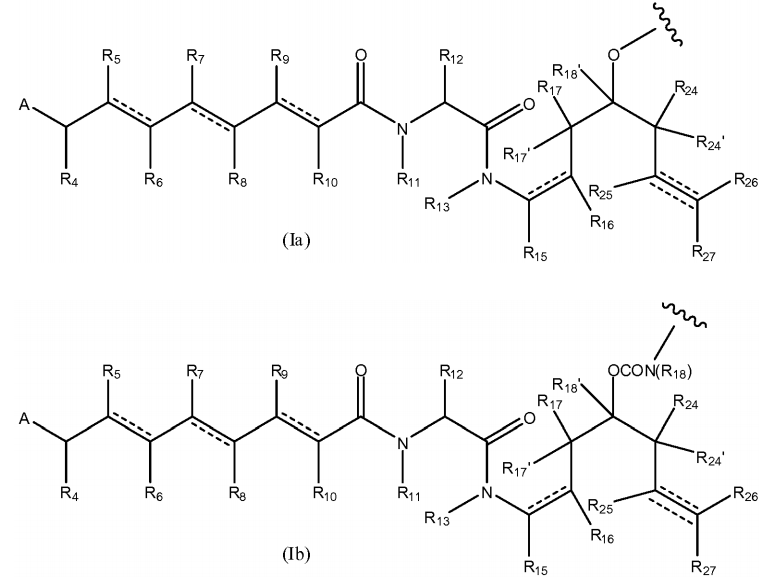 R5 R7 R9 O R12 R18' O R17 R24
A N O R24'
R4 R6 R8 R10 R11 R17' N R25 R26
R13 R16
(Ia) R15 R27
R5 R7 R9 O R12 R18' OCON(R18) R17 R24
A N O R24'
R4 R6 R8 R10 R11 R17' N R25 R26
R13 R16
(Ib) R15 R27